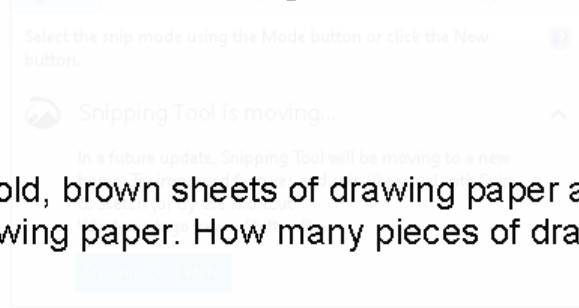 Select the snip mode using the Mode button or click the New
button.
Snipping Tool is moving...
In a future update, Snipping Tool will be moving to a new
old, brown sheets of drawing paper a
wing paper. How many pieces of dra